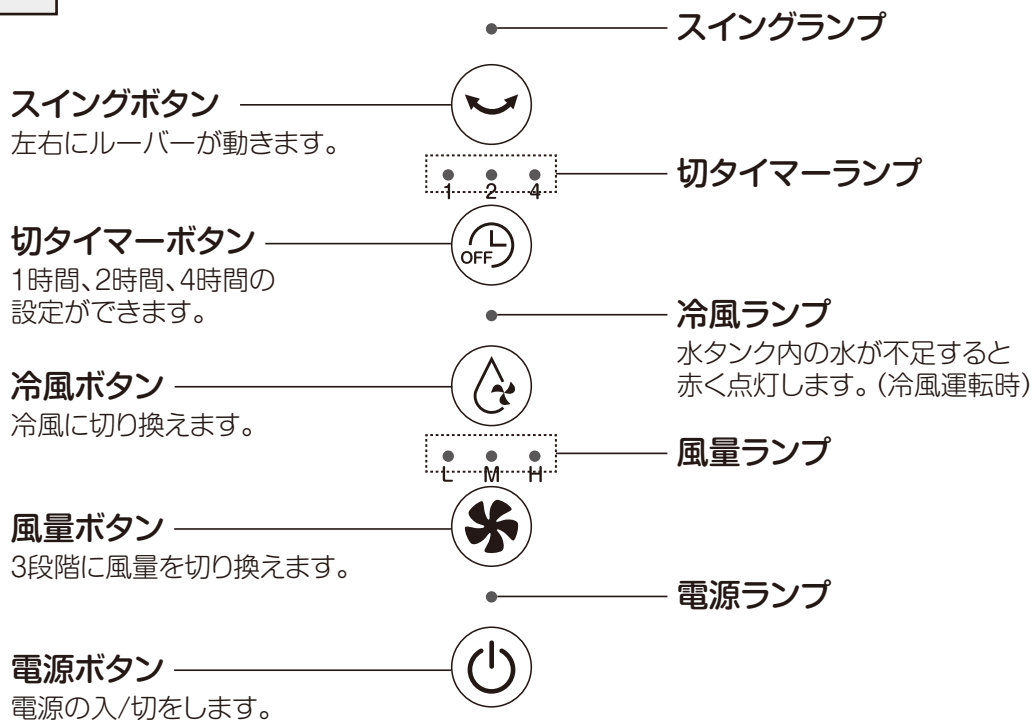 スイングランプ
スイングボタン
左右にルーバーが動きます。
1 2 4
切タイマーランプ
切タイマーボタン
1時間、2時間、4時間の
設定ができます。
OFF
冷風ランプ
水タンク内の水が不足すると
赤く点灯します。(冷風運転時)
冷風ボタン
冷風に切り換えます。
L M H
風量ランプ
風量ボタン
3段階に風量を切り換えます。
電源ランプ
電源ボタン
電源の入/切をします。